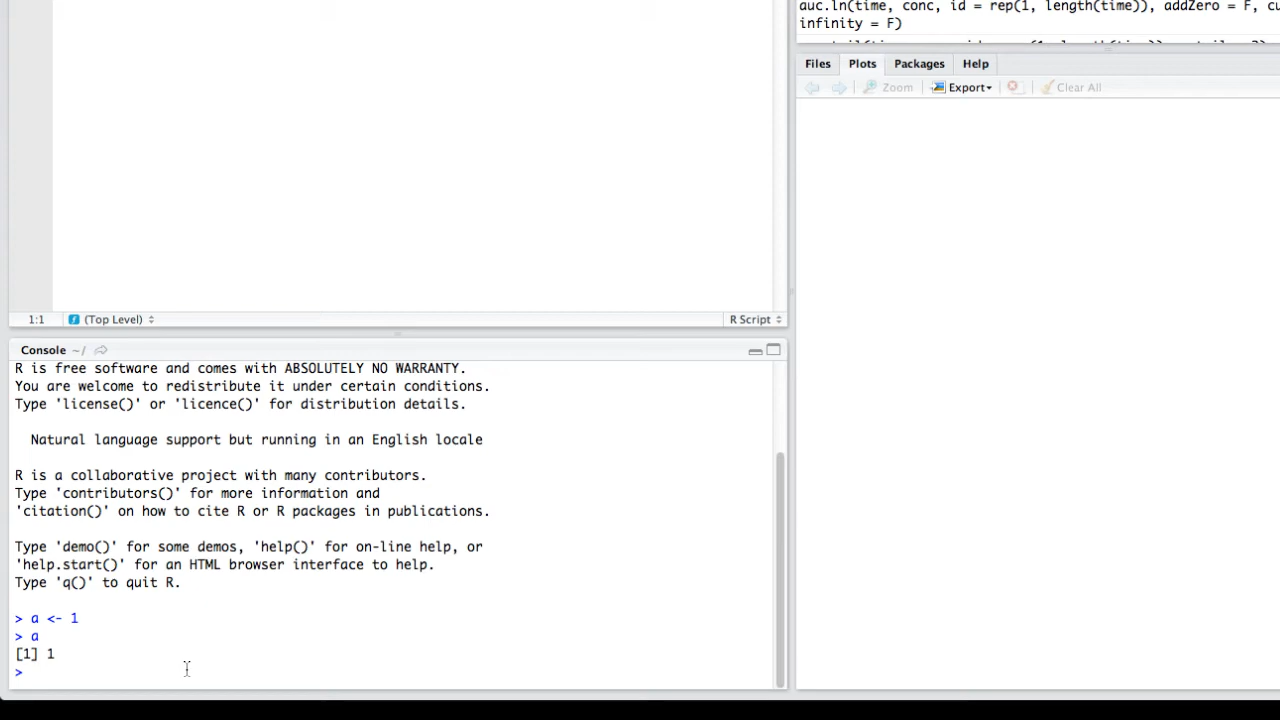 auc.ln(time, conc, id = rep(1, length(time)), addZero = F, cu
infinity = F)
Files Plots Packages Help
Zoom Export Clear All
1:1 (Top Level) R Script
Console ~/
R is free software and comes with ABSOLUTELY NO WARRANTY.
You are welcome to redistribute it under certain conditions.
Type 'license()' or 'licence()' for distribution details.
Natural language support but running in an English locale
R is a collaborative project with many contributors.
Type 'contributors()' for more information and
'citation()' on how to cite R or R packages in publications.
Type 'demo()' for some demos, 'help()' for on-line help, or
'help.start()' for an HTML browser interface to help.
Type 'q()' to quit R.
> a <- 1
> a
[1] 1
>